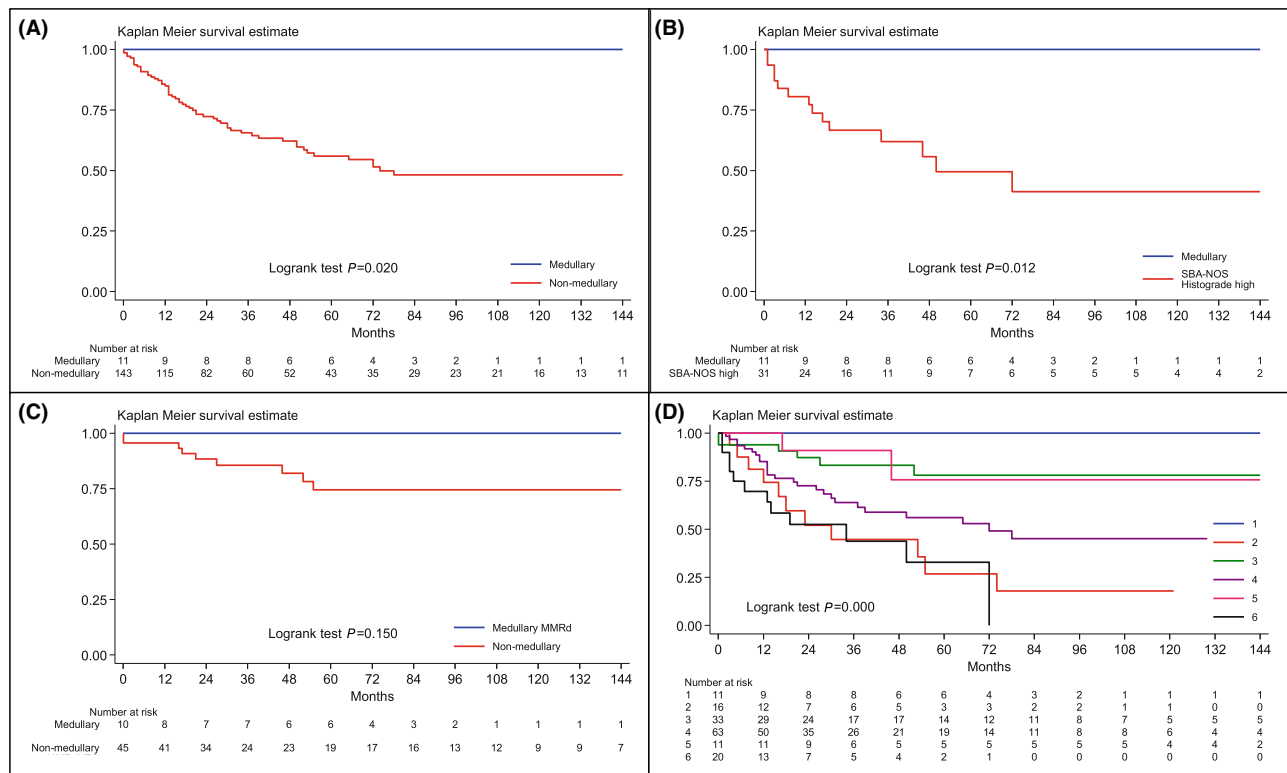 (A)
Kaplan Meier survival estimate
1.00
0.75
0.50
0.25
0.00
Logrank test P=0.020
Medullary
Non-medullary
0 12 24 36 48 60 72 84 96 108 120 132 144
Months
Number at risk
Medullary 11 9 8 8 6 6 4 3 2 1 1 1 1
Non-medullary 143 115 82 60 52 43 35 29 23 21 16 13 11
(B)
Kaplan Meier survival estimate
1.00
0.75
0.50
0.25
0.00
Logrank test P=0.012
Medullary
SBA-NOS
Histograde high
0 12 24 36 48 60 72 84 96 108 120 132 144
Months
Number at risk
Medullary 11 9 8 8 6 6 4 3 2 1 1 1 1
SBA-NOS high 31 24 16 11 9 7 6 5 5 5 4 4 2
(C)
Kaplan Meier survival estimate
1.00
0.75
0.50
0.25
0.00
Logrank test P=0.150
Medullary MMRd
Non-medullary
0 12 24 36 48 60 72 84 96 108 120 132 144
Months
Number at risk
Medullary 10 8 7 7 6 6 4 3 2 1 1 1 1
Non-medullary 45 41 34 24 23 19 17 16 13 12 9 9 7
(D)
Kaplan Meier survival estimate
1.00
0.75
0.50
0.25
0.00
Logrank test P=0.000
1
2
3
4
5
6
0 12 24 36 48 60 72 84 96 108 120 132 144
Months
Number at risk
1 11 9 8 8 6 6 4 3 2 1 1 1 1
2 16 12 7 6 5 3 3 2 2 1 1 0 0
3 33 29 24 17 17 14 12 11 8 7 5 5 5
4 63 50 35 26 21 19 14 11 8 8 6 4 4
5 11 11 9 6 5 5 5 5 5 5 4 4 2
6 20 13 7 5 4 2 1 0 0 0 0 0 0